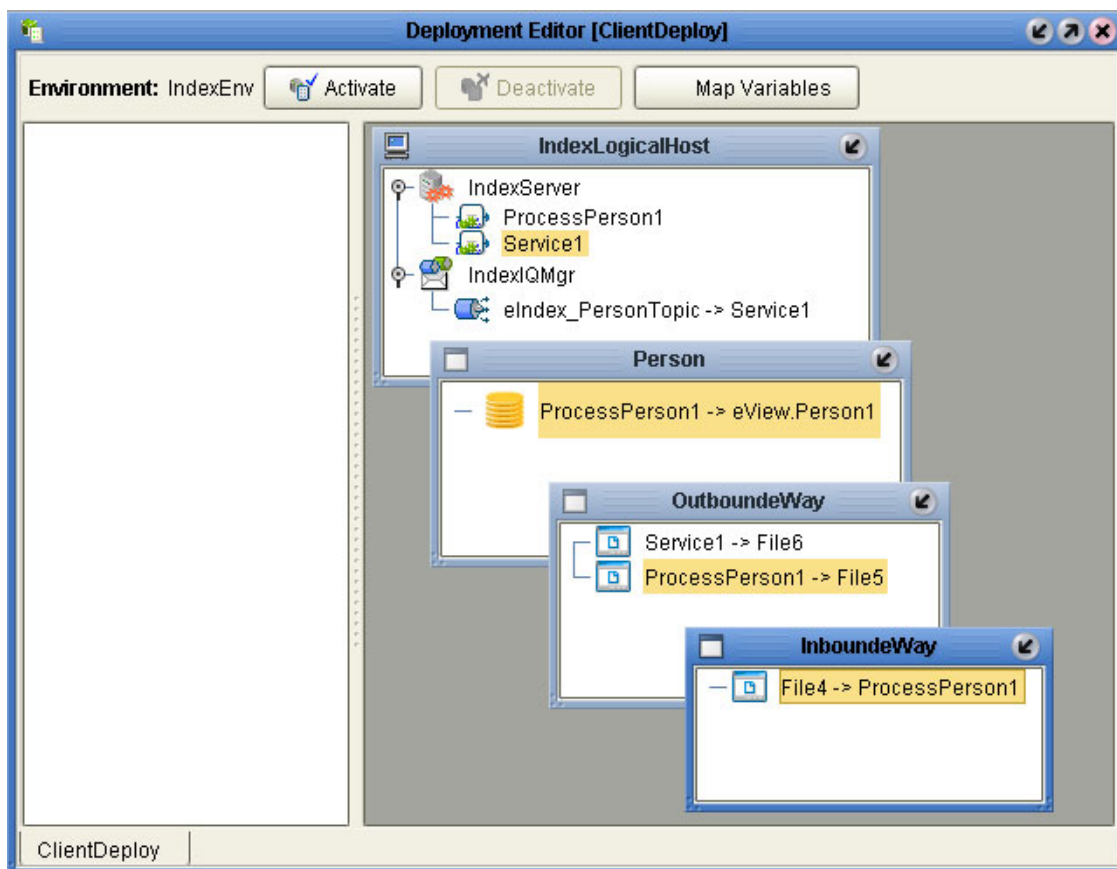 Deployment Editor [ClientDeploy]
Environment: IndexEnv Activate Deactivate Map Variables
IndexLogicalHost
IndexServer
ProcessPerson1
Service1
IndexIQMgr
eIndex_PersonTopic -> Service1
Person
ProcessPerson1 -> eView.Person1
OutboundeWay
Service1 -> File6
ProcessPerson1 -> File5
InboundeWay
File4 -> ProcessPerson1
ClientDeploy